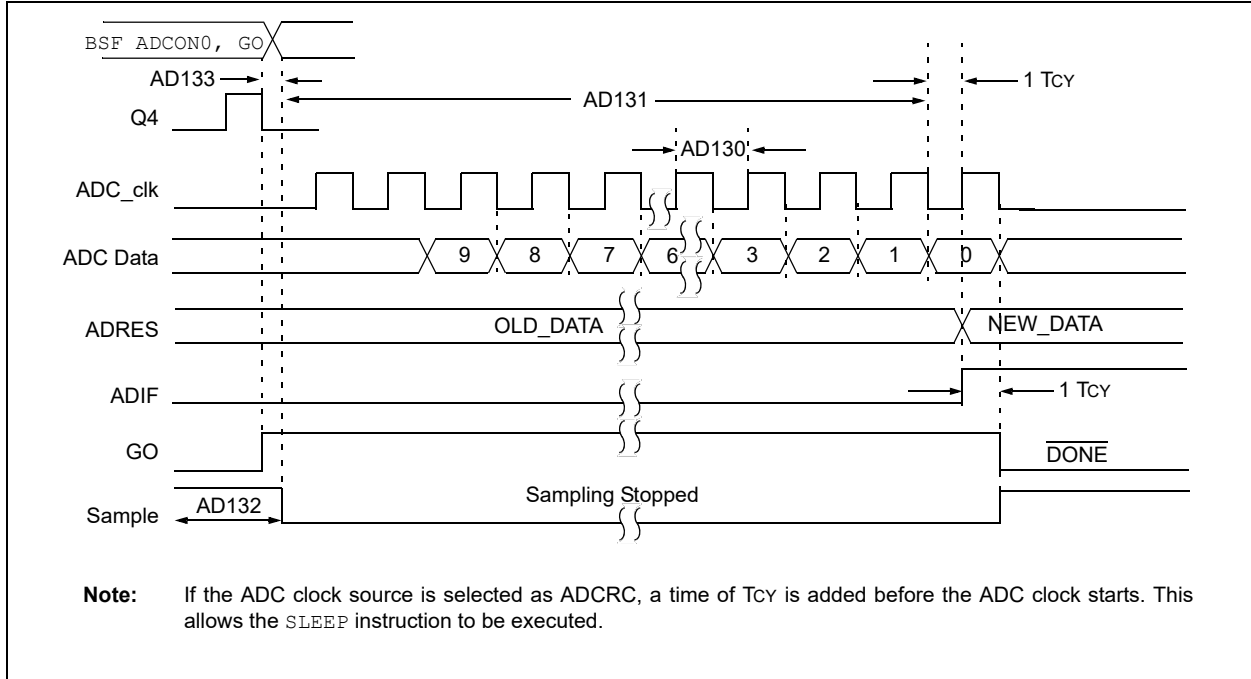 BSF ADCON0, GO
AD133
1 TCY
AD131
Q4
AD130
ADC_clk
ADC Data
9 8 7 6 3 2 1 0
OLD_DATA
ADRES
NEW_DATA
ADIF
1 TCY
GO
DONE
AD132
Sampling Stopped
Sample
Note: If the ADC clock source is selected as ADCRC, a time of TCY is added before the ADC clock starts. This
allows the SLEEP instruction to be executed.